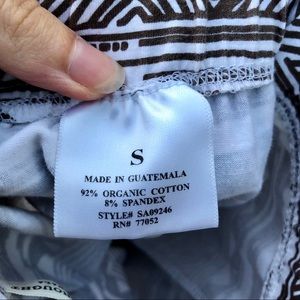 S
MADE IN GUATEMALA
92% ORGANIC COTTON
8% SPANDEX
STYLE# SA09246
RN# 77052